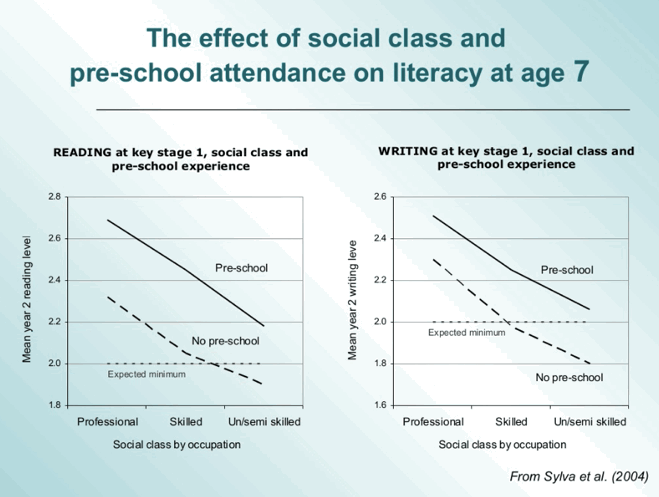 The effect of social class and
pre-school attendance on literacy at age 7
READING at key stage 1, social class and
pre-school experience
Mean year 2 reading level
2.8
2.6
2.4
2.2
2.0
1.8
Pre-school
No pre-school
Expected minimum
Professional
Skilled
Un/semi skilled
Social class by occupation
WRITING at key stage 1, social class and
pre-school experience
Mean year 2 writing leve
2.6
2.4
2.2
2.0
1.8
1.6
Pre-school
Expected minimum
No pre-school
Professional
Skilled
Un/semi skilled
Social class by occupation
From Sylva et al. (2004)